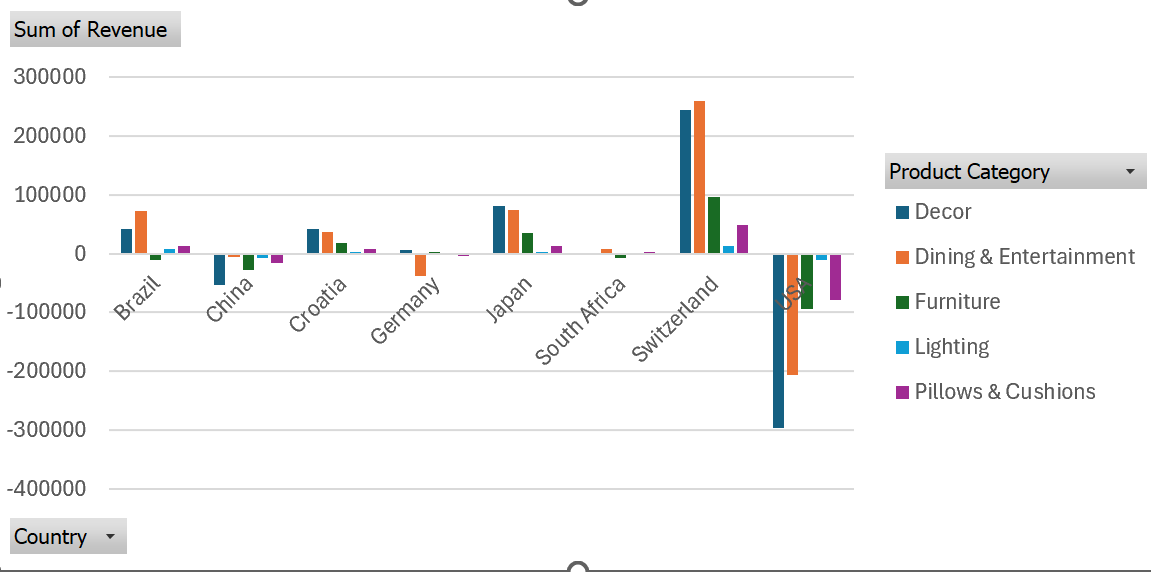 Sum of Revenue
300000
200000
100000
0
-100000
-200000
-300000
-400000
Brazil
China
Croatia
Germany
Japan
South Africa
Switzerland
USA
Product Category
Decor
Dining & Entertainment
Furniture
Lighting
Pillows & Cushions
Country